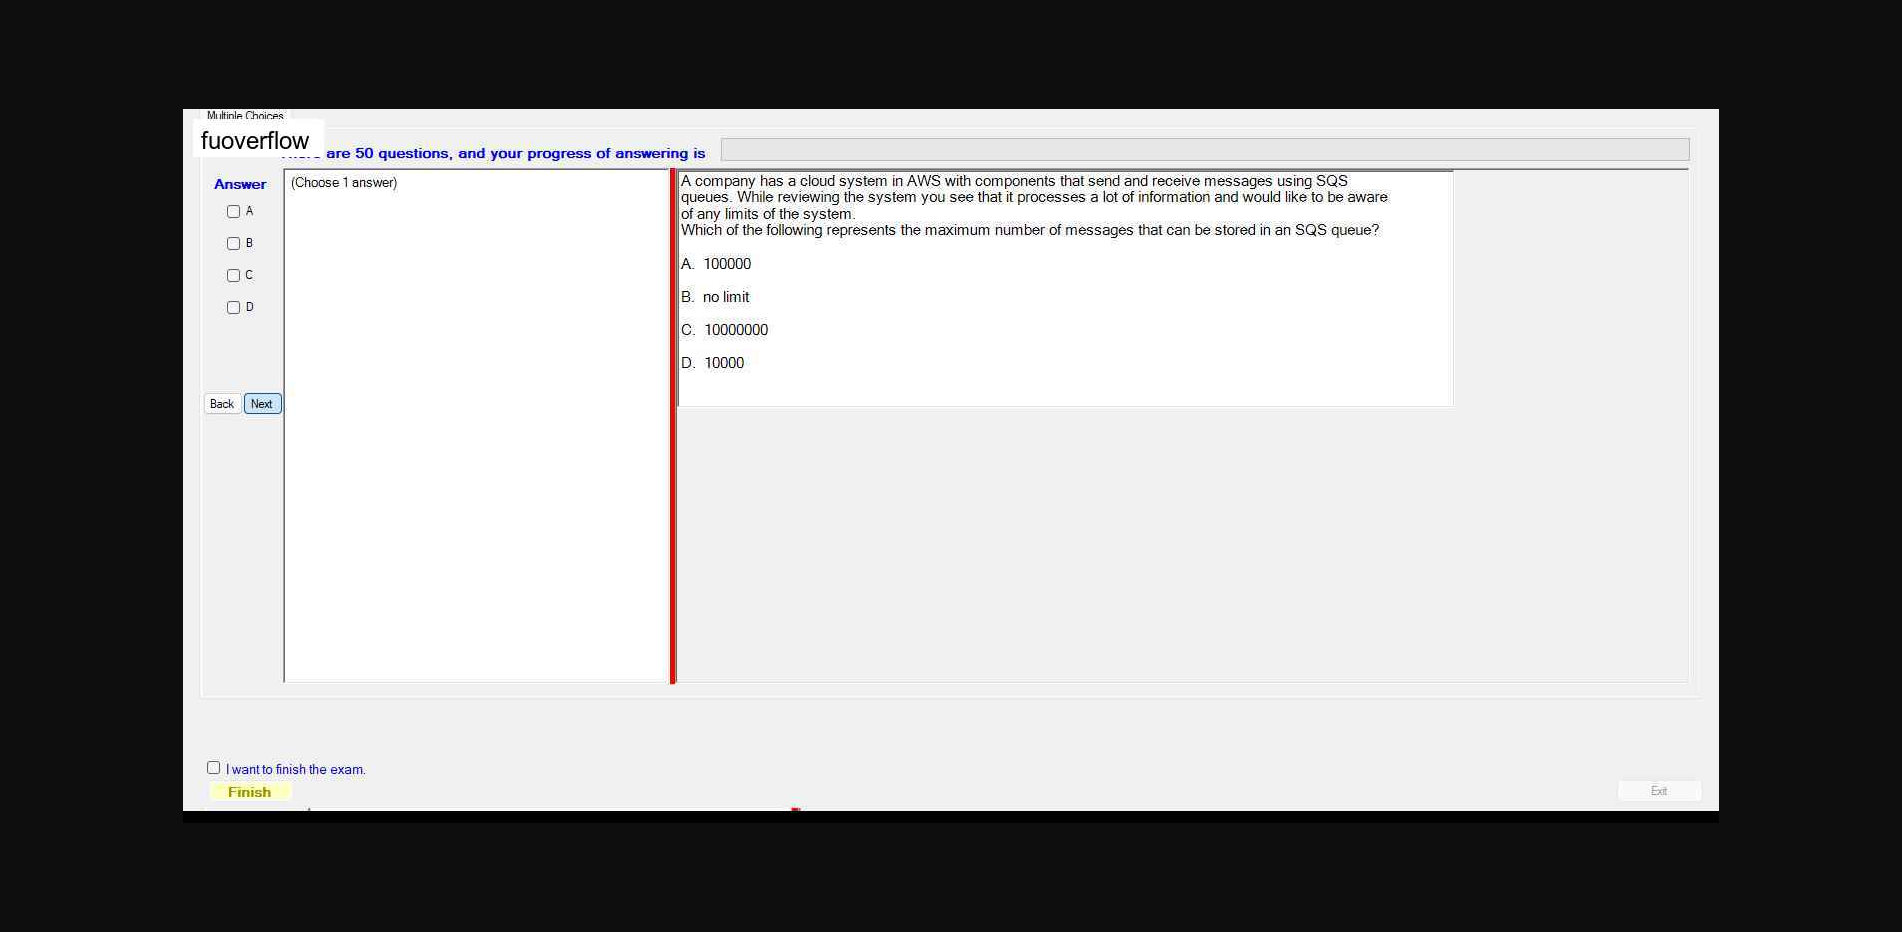 Multiple Choices
fuoverflow
are 50 questions, and your progress of answering is
Answer
(Choose 1 answer)
A
B
C
D
Back
Next
A company has a cloud system in AWS with components that send and receive messages using SQS
queues. While reviewing the system you see that it processes a lot of information and would like to be aware
of any limits of the system.
Which of the following represents the maximum number of messages that can be stored in an SQS queue?
A. 100000
B. no limit
C. 10000000
D. 10000
I want to finish the exam.
Finish
Exit